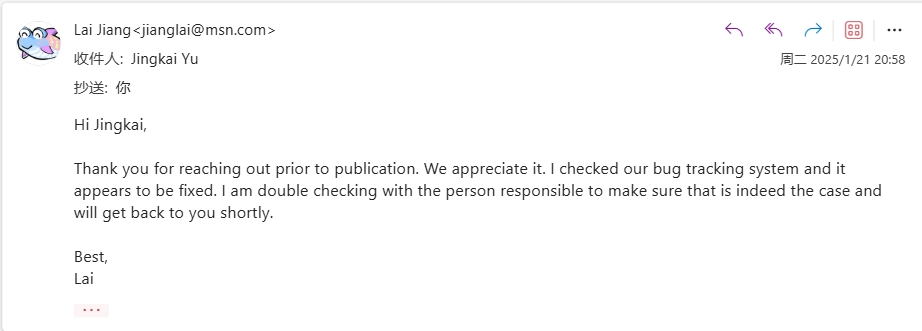 Lai Jiang<jianglai@msn.com>
收件人: Jingkai Yu
周二 2025/1/21 20:58
抄送: 你
Hi Jingkai,
Thank you for reaching out prior to publication. We appreciate it. I checked our bug tracking system and it
appears to be fixed. I am double checking with the person responsible to make sure that is indeed the case and
will get back to you shortly.
Best,
Lai